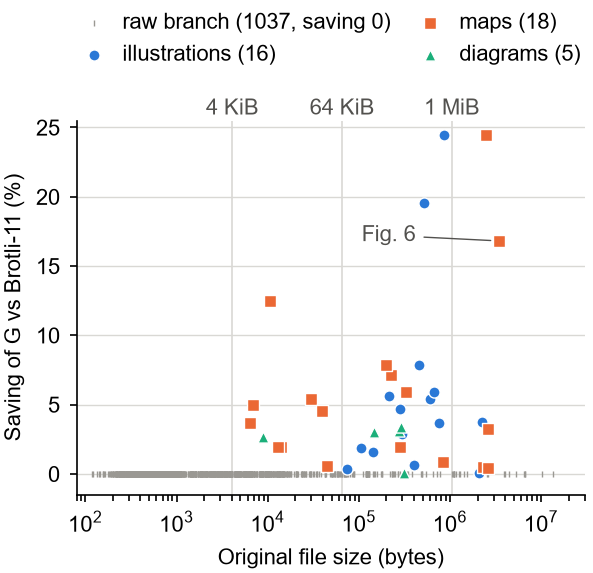 raw branch (1037, saving 0)
maps (18)
illustrations (16)
diagrams (5)
4 KiB
64 KiB
1 MiB
25
20
15
10
5
0
Saving of G vs Brotli-11 (%)
Fig. 6
10²
10³
10⁴
10⁵
10⁶
10⁷
Original file size (bytes)